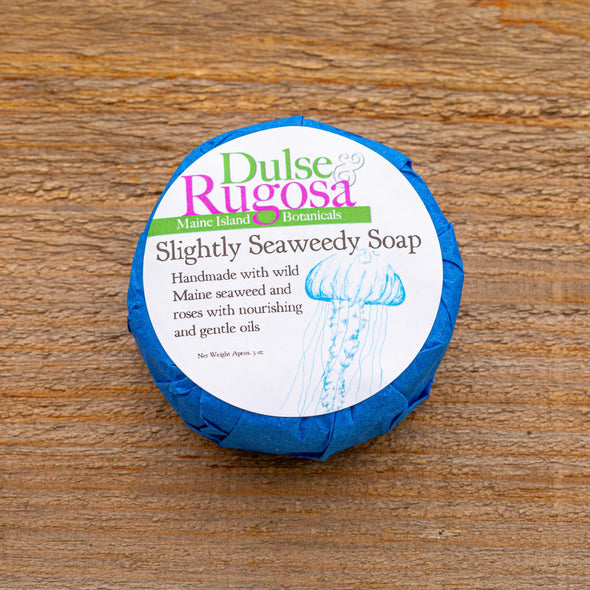 Dulse &
Rugosa
Maine Island Botanicals
Slightly Seaweedy Soap
Handmade with wild
Maine seaweed and
roses with nourishing
and gentle oils
Net Weight Aprox. 3 oz